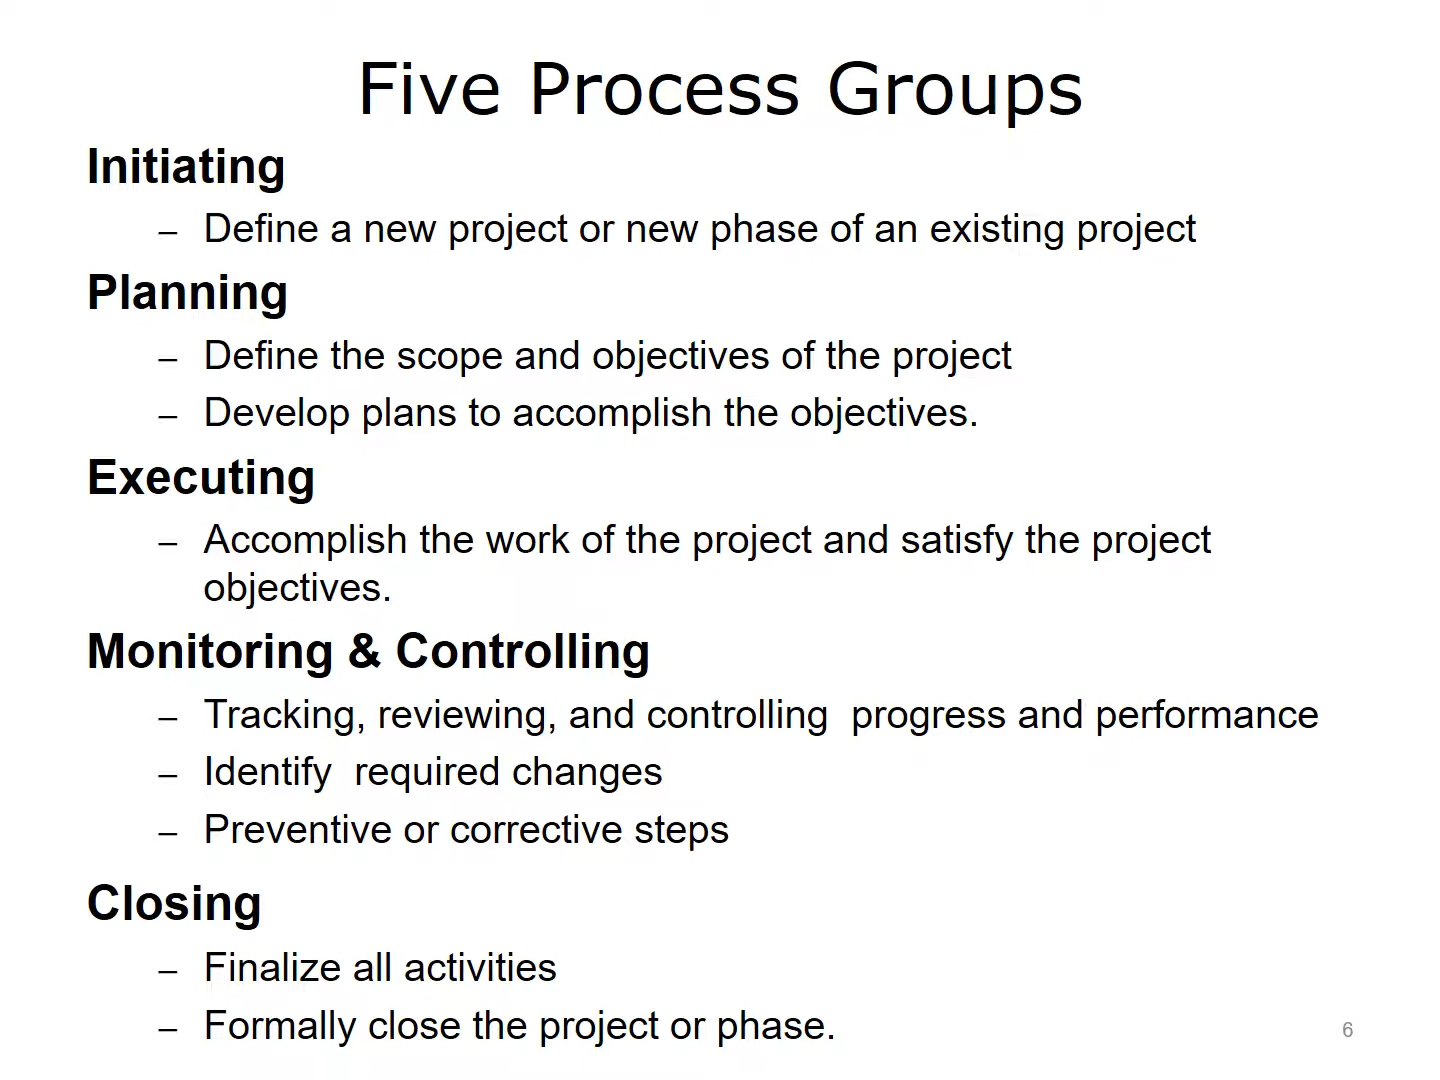 Five Process Groups
Initiating
– Define a new project or new phase of an existing project
Planning
– Define the scope and objectives of the project
– Develop plans to accomplish the objectives.
Executing
– Accomplish the work of the project and satisfy the project
objectives.
Monitoring & Controlling
– Tracking, reviewing, and controlling  progress and performance
– Identify  required changes
– Preventive or corrective steps
Closing
– Finalize all activities
– Formally close the project or phase.
6